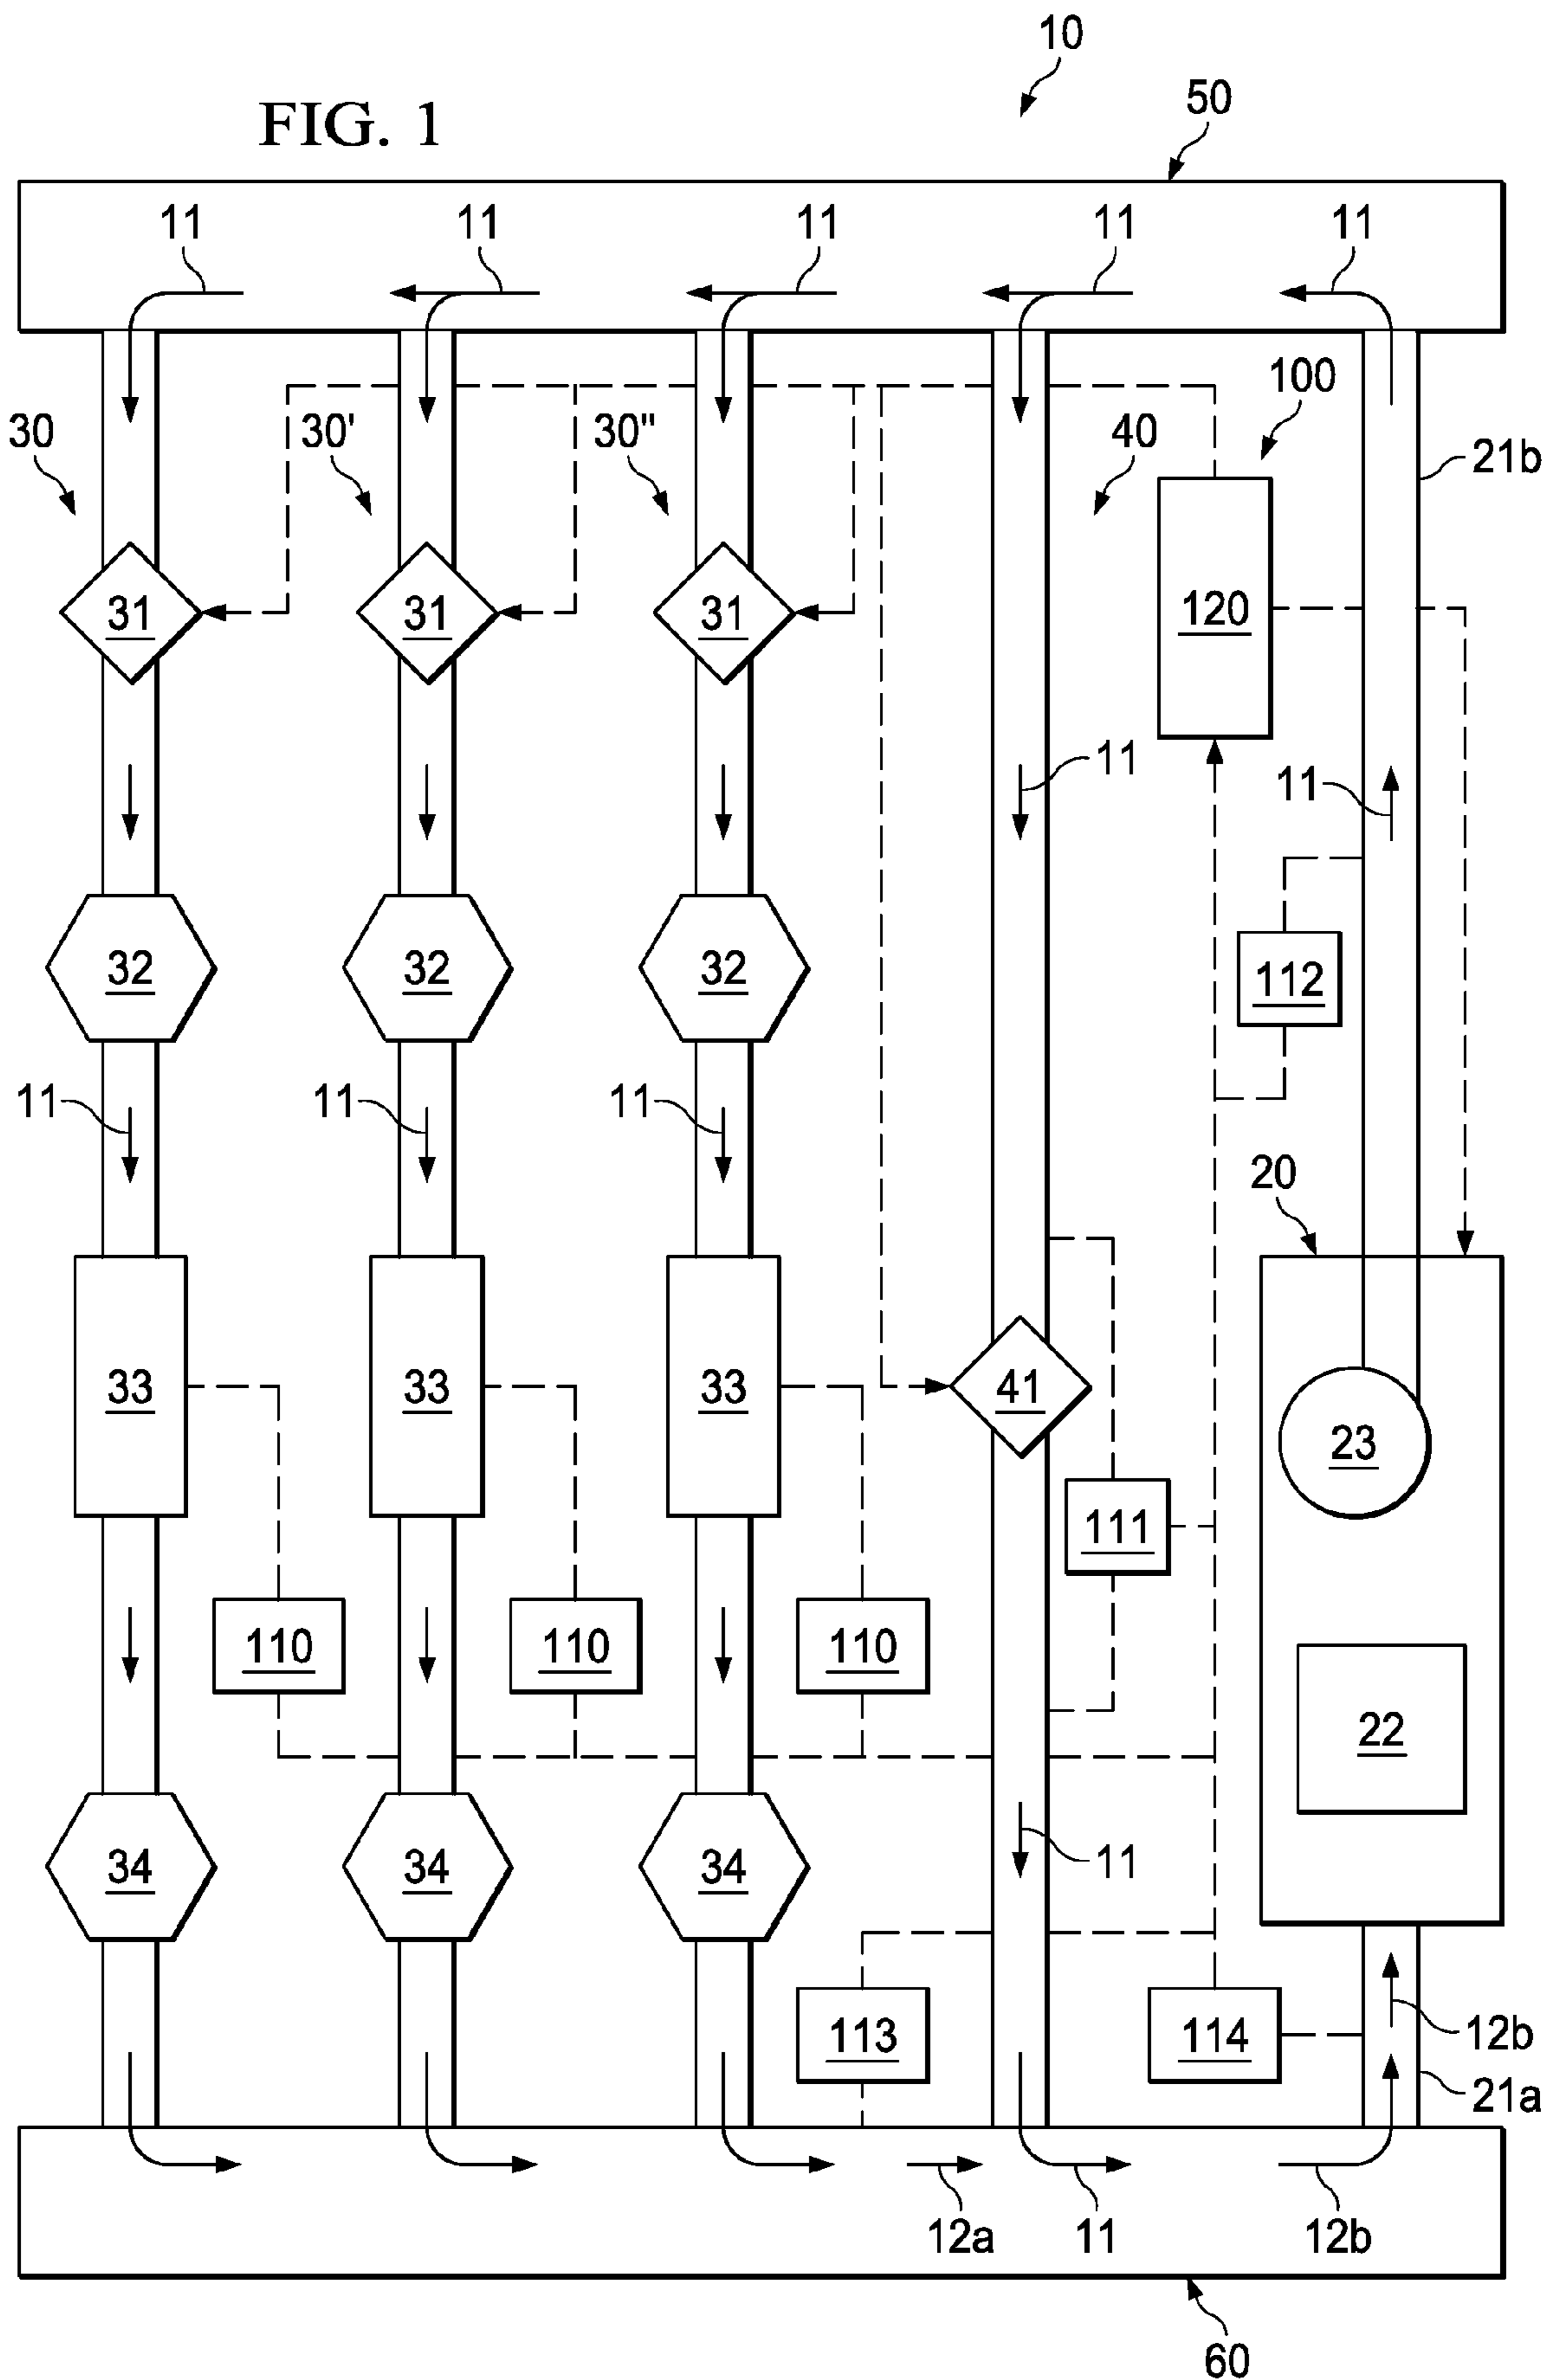 10
50
FIG. 1
11 11 11 11 11
30 30' 30" 40 100 21b
31 31 31 120
11 11
32 32 32 112
11 11 11
20
33 33 33 41
23
111
110 110 110
22
34 34 34 11
113 114 12b
21a
12a 11 12b
60